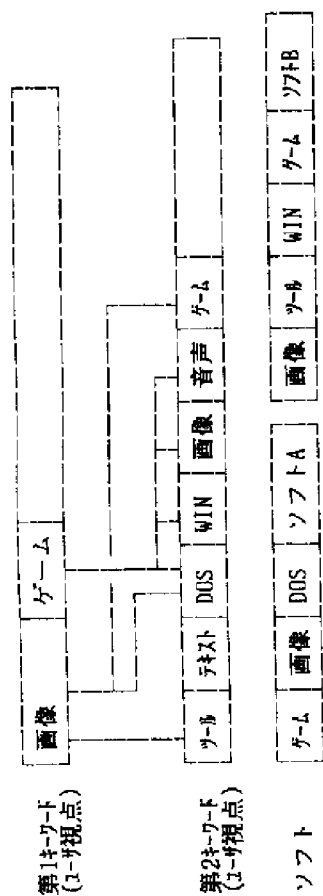 第1キーワード
(ユーザ視点)
画像 ゲーム
第2キーワード
(ユーザ視点)
ツール テキスト DOS WIN 画像 音声 ゲーム
ソフト
ゲーム 画像 DOS ソフトA
画像 ツール WIN ゲーム ソフトB